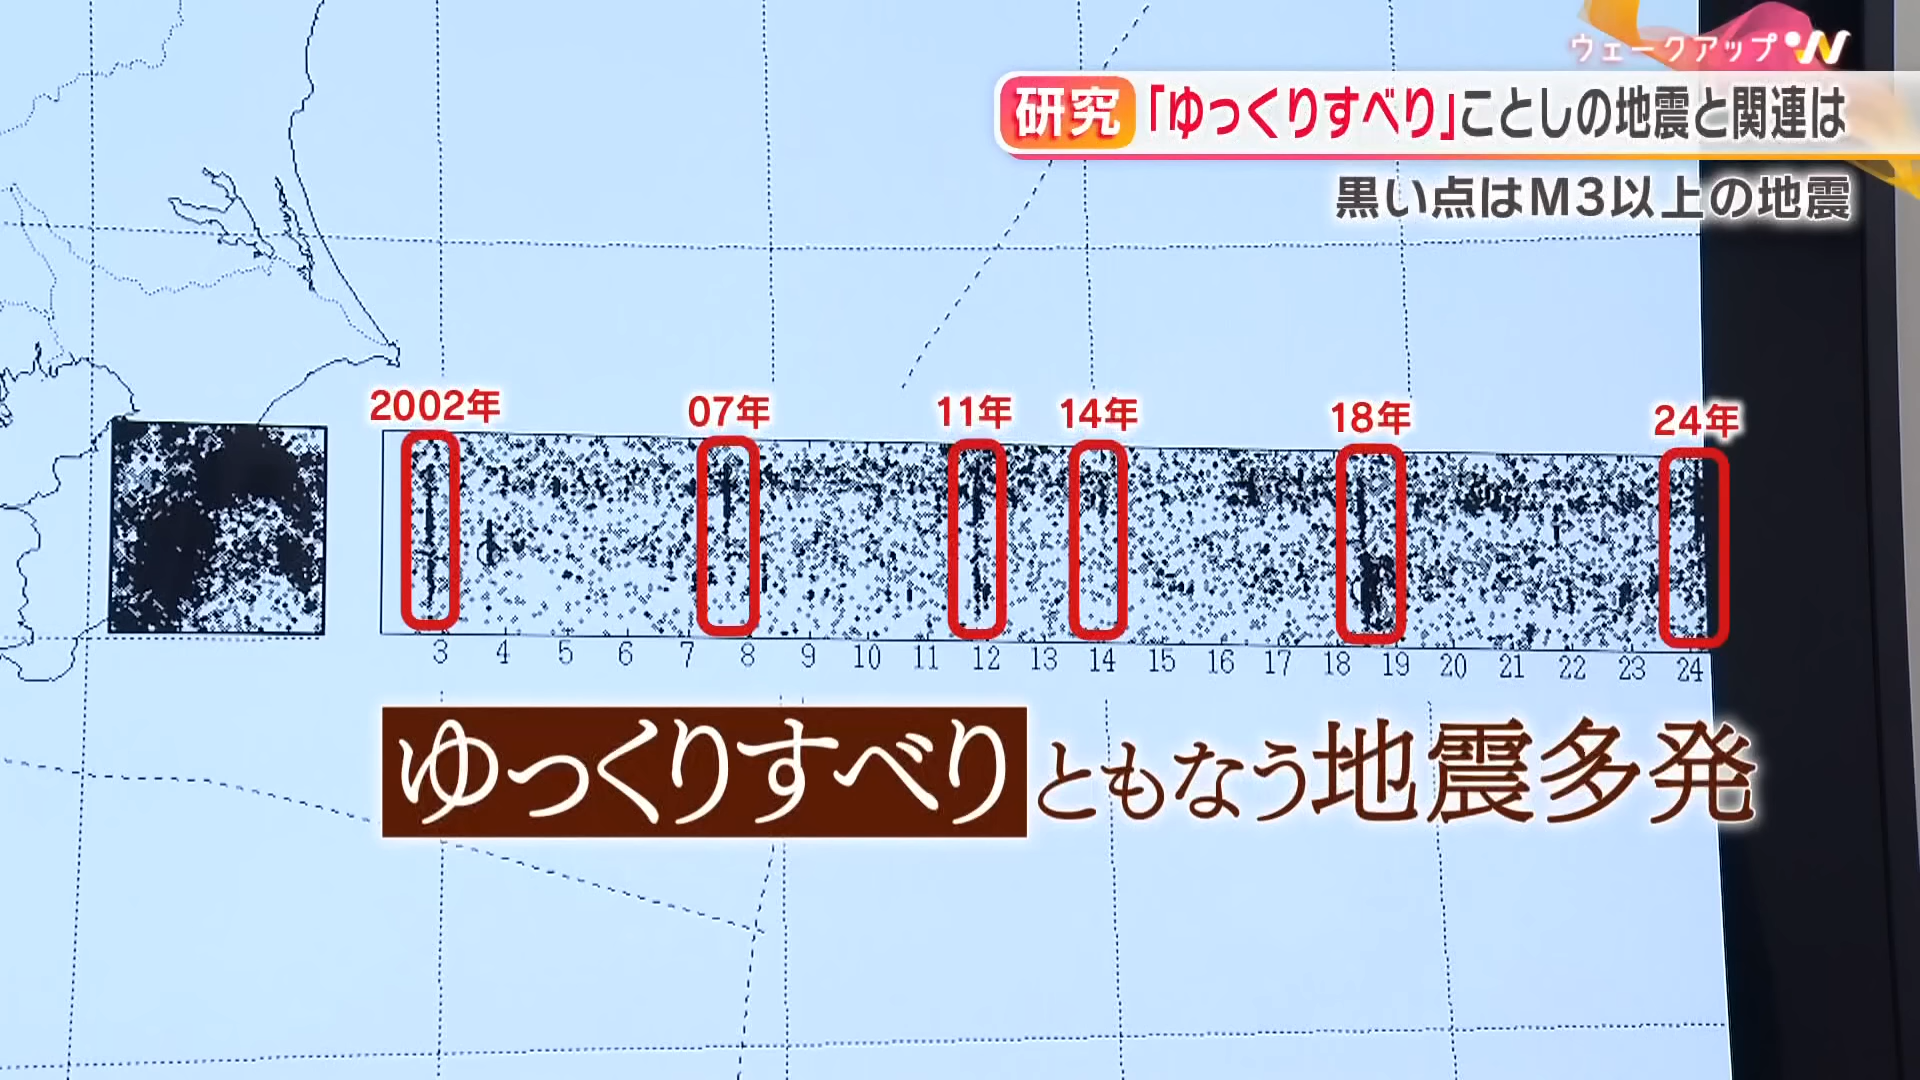 ウェークアップ
研究 「ゆっくりすべり」ことしの地震と関連は
黒い点はM3以上の地震
2002年 07年 11年 14年 18年 24年
3 4 5 6 7 8 9 10 11 12 13 14 15 16 17 18 19 20 21 22 23 24
ゆっくりすべり ともなう地震多発